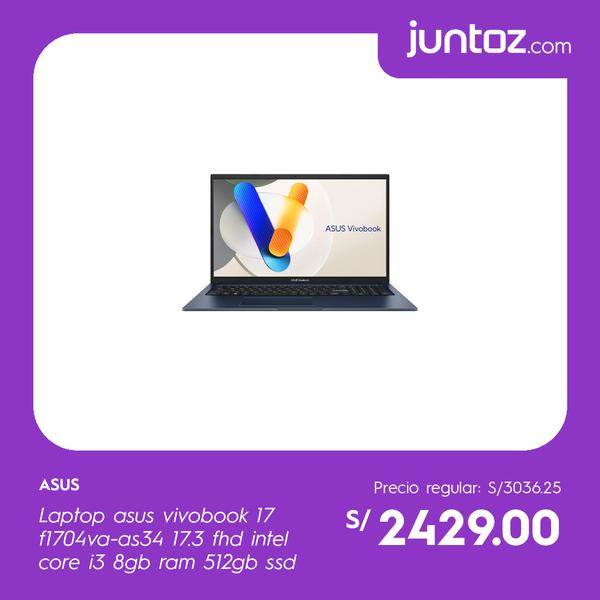 juntoz.com
ASUS Vivobook
ASUS
Laptop asus vivobook 17
f1704va-as34 17.3 fhd intel
core i3 8gb ram 512gb ssd
Precio regular: S/3036.25
S/ 2429.00